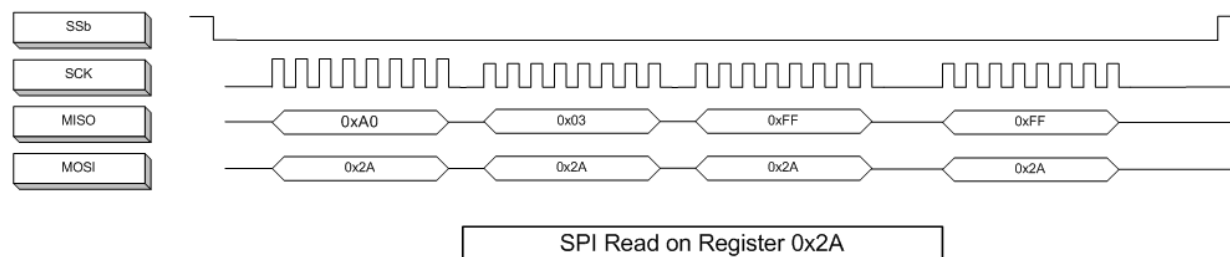 SSb
SCK
MISO 0xA0 0x03 0xFF 0xFF
MOSI 0x2A 0x2A 0x2A 0x2A
SPI Read on Register 0x2A